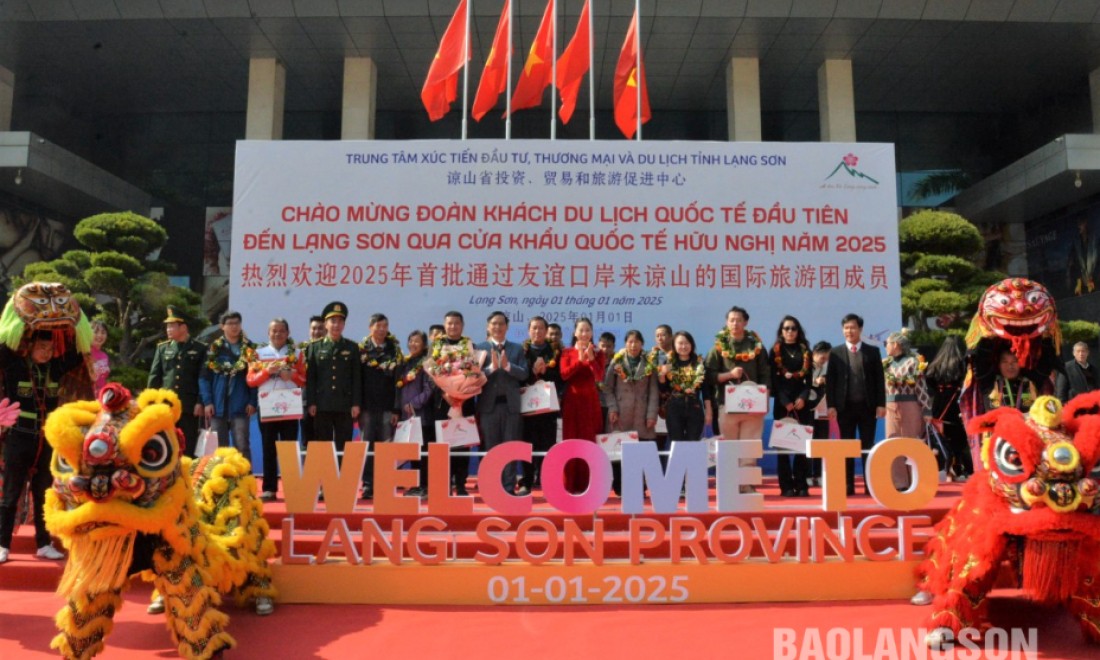 TRUNG TÂM XÚC TIẾN ĐẦU TƯ, THƯƠNG MẠI VÀ DU LỊCH TỈNH LẠNG SƠN
谅山省投资、贸易和旅游促进中心
CHÀO MỪNG ĐOÀN KHÁCH DU LỊCH QUỐC TẾ ĐẦU TIÊN
ĐẾN LẠNG SƠN QUA CỬA KHẨU QUỐC TẾ HỮU NGHỊ NĂM 2025
热烈欢迎2025年首批通过友谊口岸来谅山的国际旅游团成员
Lạng Sơn, ngày 01 tháng 01 năm 2025
谅山, 2025年01月01日
WELCOME TO
LANG SON PROVINCE
01-01-2025
BAOLANGSON